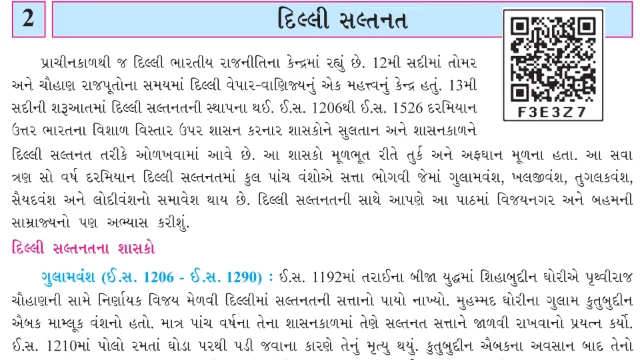 2
દિલ્લી સલ્તનત
પ્રાચીનકાળથી જ દિલ્લી ભારતીય રાજનીતિના કેન્દ્રમાં રહ્યું છે. 12મી સદીમાં તોમર
અને ચૌહાણ રાજપૂતોના સમયમાં દિલ્લી વેપાર-વાણિજ્યનું એક મહત્ત્વનું કેન્દ્ર હતું. 13મી
સદીની શરૂઆતમાં દિલ્લી સલ્તનતની સ્થાપના થઈ. ઈ.સ. 1206થી ઈ.સ. 1526 દરમિયાન
ઉત્તર ભારતના વિશાળ વિસ્તાર ઉપર શાસન કરનાર શાસકોને સુલતાન અને શાસનકાળને
F3E3Z7
દિલ્લી સલ્તનત તરીકે ઓળખવામાં આવે છે. આ શાસકો મૂળભૂત રીતે તુર્ક અને અફઘાન મૂળના હતા. આ સવા
ત્રણ સો વર્ષ દરમિયાન દિલ્લી સલ્તનતમાં કુલ પાંચ વંશોએ સત્તા ભોગવી જેમાં ગુલામવંશ, ખલજીવંશ, તુગલકવંશ,
સૈયદવંશ અને લોદીવંશનો સમાવેશ થાય છે. દિલ્લી સલ્તનતની સાથે આપણે આ પાઠમાં વિજયનગર અને બહમની
સામ્રાજ્યનો પણ અભ્યાસ કરીશું.
દિલ્લી સલ્તનતના શાસકો
ગુલામવંશ (ઈ.સ. 1206 - ઈ.સ. 1290) : ઈ.સ. 1192માં તરાઈના બીજા યુદ્ધમાં શિહાબુદ્દીન ઘોરીએ પૃથ્વીરાજ
ચૌહાણની સામે નિર્ણાયક વિજય મેળવી દિલ્લીમાં સલ્તનતની સત્તાનો પાયો નાખ્યો. મુહમ્મદ ઘોરીના ગુલામ કુતુબુદ્દીન
ઐબક મામ્લૂક વંશનો હતો. માત્ર પાંચ વર્ષના તેના શાસનકાળમાં તેણે સલ્તનત સત્તાને જાળવી રાખવાનો પ્રયત્ન કર્યો.
ઈ.સ. 1210માં પોલો રમતાં ઘોડા પરથી પડી જવાના કારણે તેનું મૃત્યુ થયું. કુતુબુદ્દીન ઐબકના અવસાન બાદ તેનો